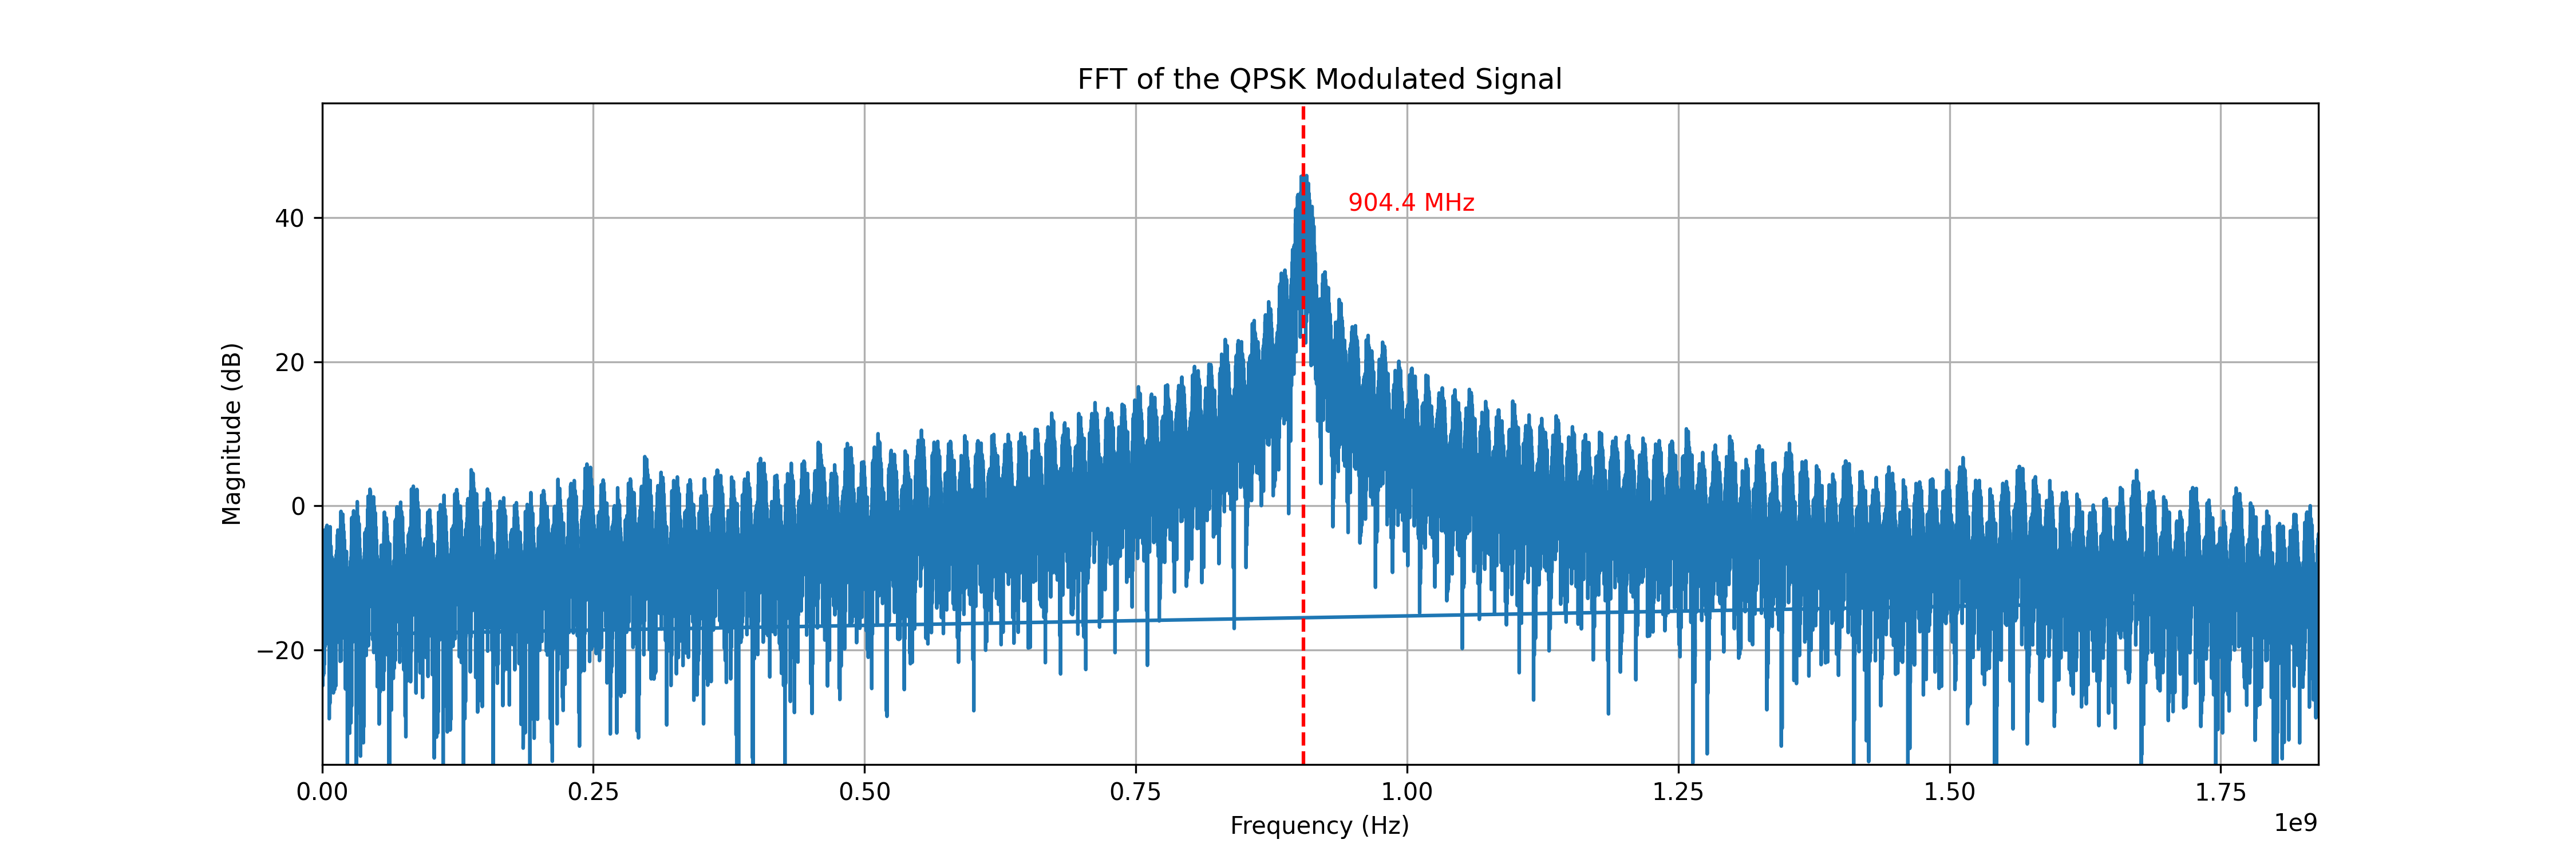 FFT of the QPSK Modulated Signal
904.4 MHz
Magnitude (dB)
40
20
0
−20
0.00 0.25 0.50 0.75 1.00 1.25 1.50 1.75
Frequency (Hz)
1e9